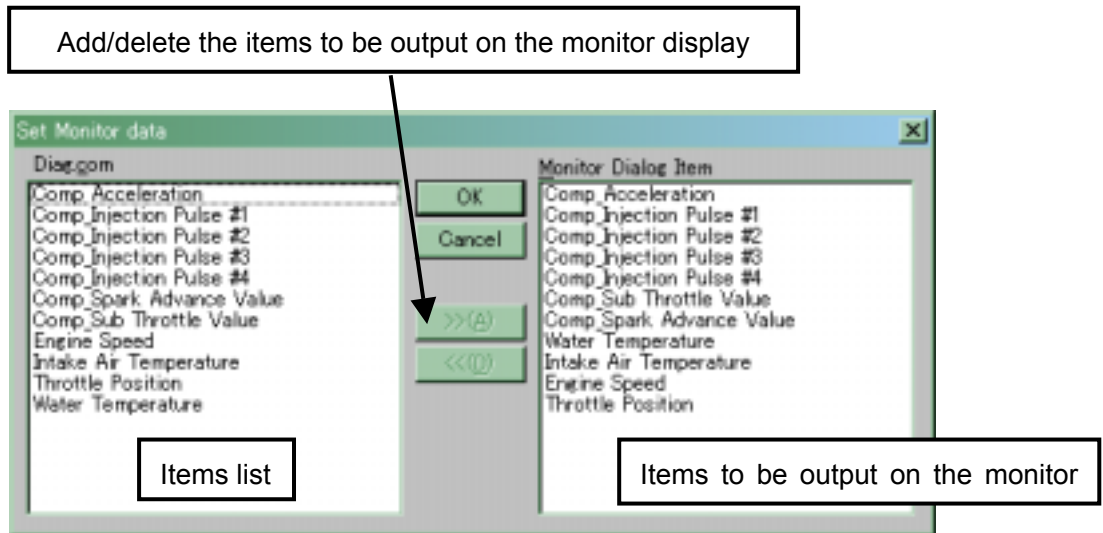 Add/delete the items to be output on the monitor display
Set Monitor data
Diag.gom
Comp_Acceleration
Comp_Injection Pulse #1
Comp_Injection Pulse #2
Comp_Injection Pulse #3
Comp_Injection Pulse #4
Comp_Spark Advance Value
Comp_Sub Throttle Value
Engine Speed
Intake Air Temperature
Throttle Position
Water Temperature
Items list
OK
Cancel
>>(A)
<<(D)
Monitor Dialog Item
Comp_Acceleration
Comp_Injection Pulse #1
Comp_Injection Pulse #2
Comp_Injection Pulse #3
Comp_Injection Pulse #4
Comp_Sub Throttle Value
Comp_Spark Advance Value
Water Temperature
Intake Air Temperature
Engine Speed
Throttle Position
Items to be output on the monitor